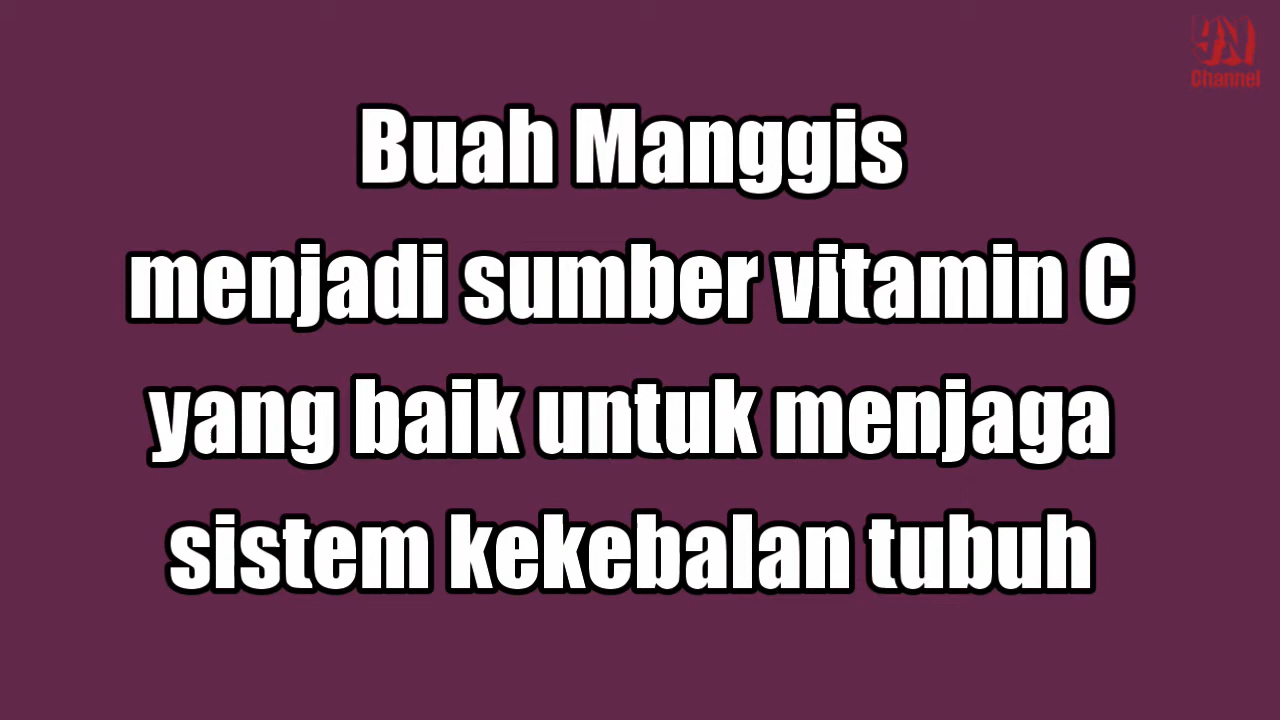 Buah Manggis
menjadi sumber vitamin C
yang baik untuk menjaga
sistem kekebalan tubuh
Channel